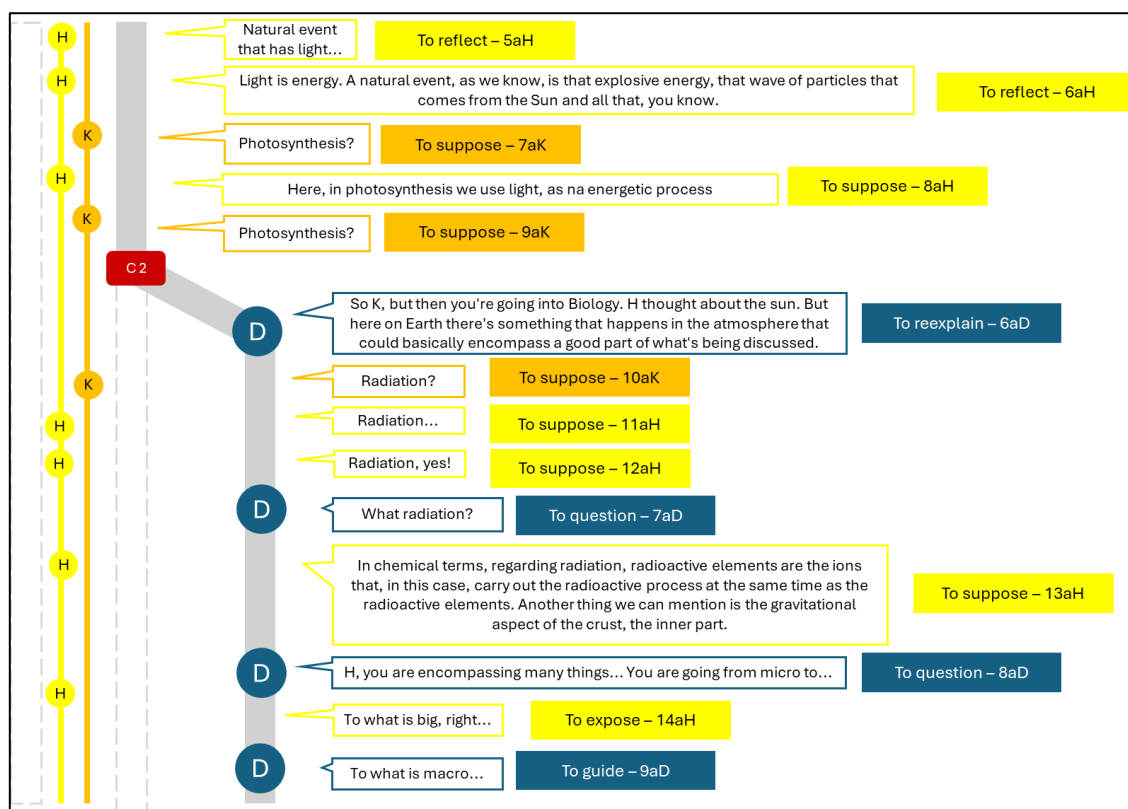 H
Natural event
that has light...
To reflect – 5aH
H
Light is energy. A natural event, as we know, is that explosive energy, that wave of particles that
comes from the Sun and all that, you know.
To reflect – 6aH
K
Photosynthesis?
To suppose – 7aK
H
Here, in photosynthesis we use light, as na energetic process
To suppose – 8aH
K
Photosynthesis?
To suppose – 9aK
C 2
D
So K, but then you're going into Biology. H thought about the sun. But
here on Earth there's something that happens in the atmosphere that
could basically encompass a good part of what's being discussed.
To reexplain – 6aD
K
Radiation?
To suppose – 10aK
H
Radiation...
To suppose – 11aH
H
Radiation, yes!
To suppose – 12aH
D
What radiation?
To question – 7aD
H
In chemical terms, regarding radiation, radioactive elements are the ions
that, in this case, carry out the radioactive process at the same time as the
radioactive elements. Another thing we can mention is the gravitational
aspect of the crust, the inner part.
To suppose – 13aH
D
H, you are encompassing many things... You are going from micro to...
To question – 8aD
H
To what is big, right...
To expose – 14aH
D
To what is macro...
To guide – 9aD